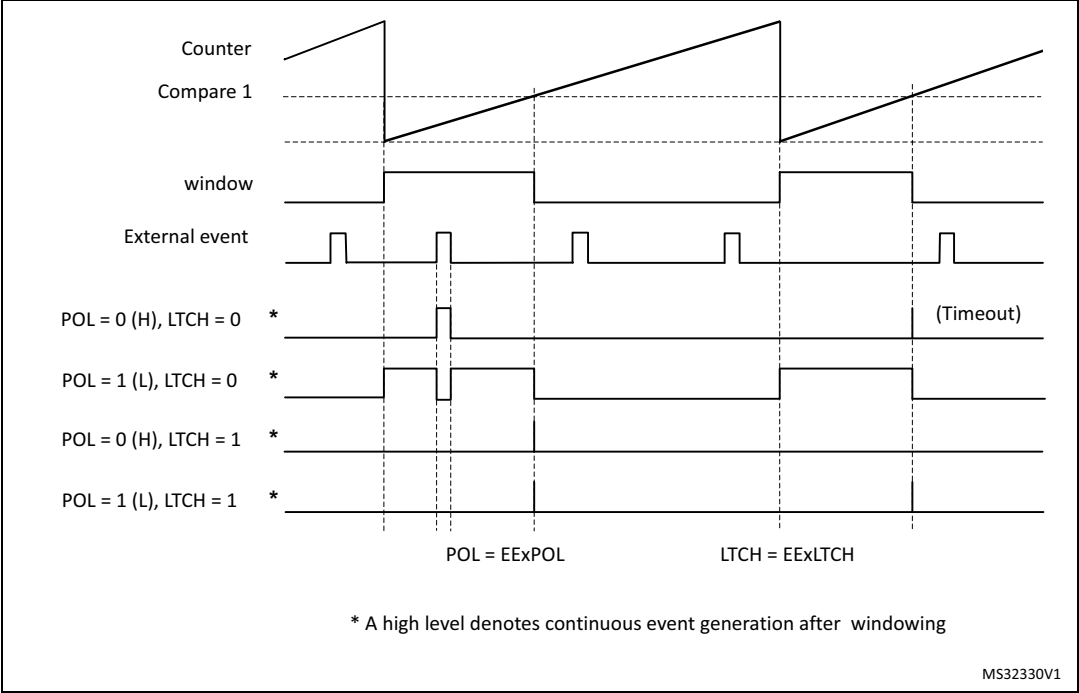 Counter
Compare 1
window
External event
POL = 0 (H), LTCH = 0 * (Timeout)
POL = 1 (L), LTCH = 0 *
POL = 0 (H), LTCH = 1 *
POL = 1 (L), LTCH = 1 *
POL = EExPOL LTCH = EExLTCH
* A high level denotes continuous event generation after windowing
MS32330V1